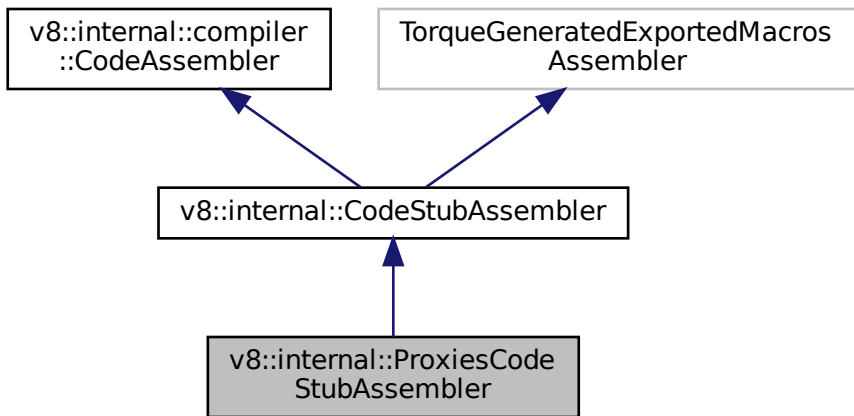 v8::internal::compiler
::CodeAssembler
TorqueGeneratedExportedMacros
Assembler
v8::internal::CodeStubAssembler
v8::internal::ProxiesCode
StubAssembler